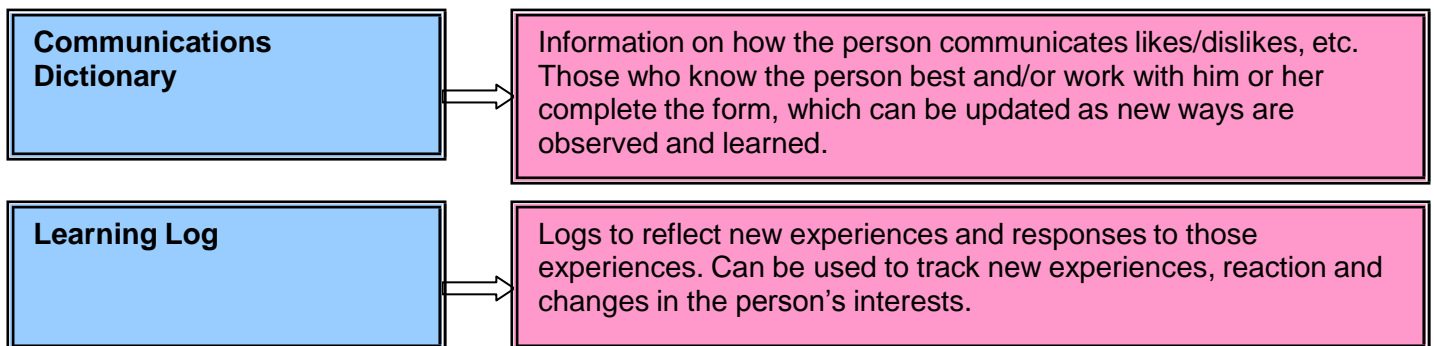 Communications
Dictionary
Information on how the person communicates likes/dislikes, etc.
Those who know the person best and/or work with him or her
complete the form, which can be updated as new ways are
observed and learned.
Learning Log
Logs to reflect new experiences and responses to those
experiences. Can be used to track new experiences, reaction and
changes in the person’s interests.